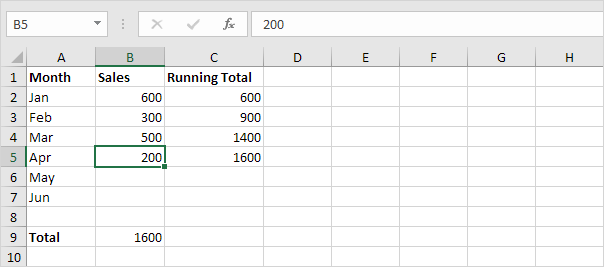 B5 fx 200
A B C D E F G H
1 Month Sales Running Total
2 Jan 600 600
3 Feb 300 900
4 Mar 500 1400
5 Apr 200 1600
6 May
7 Jun
8
9 Total 1600
10